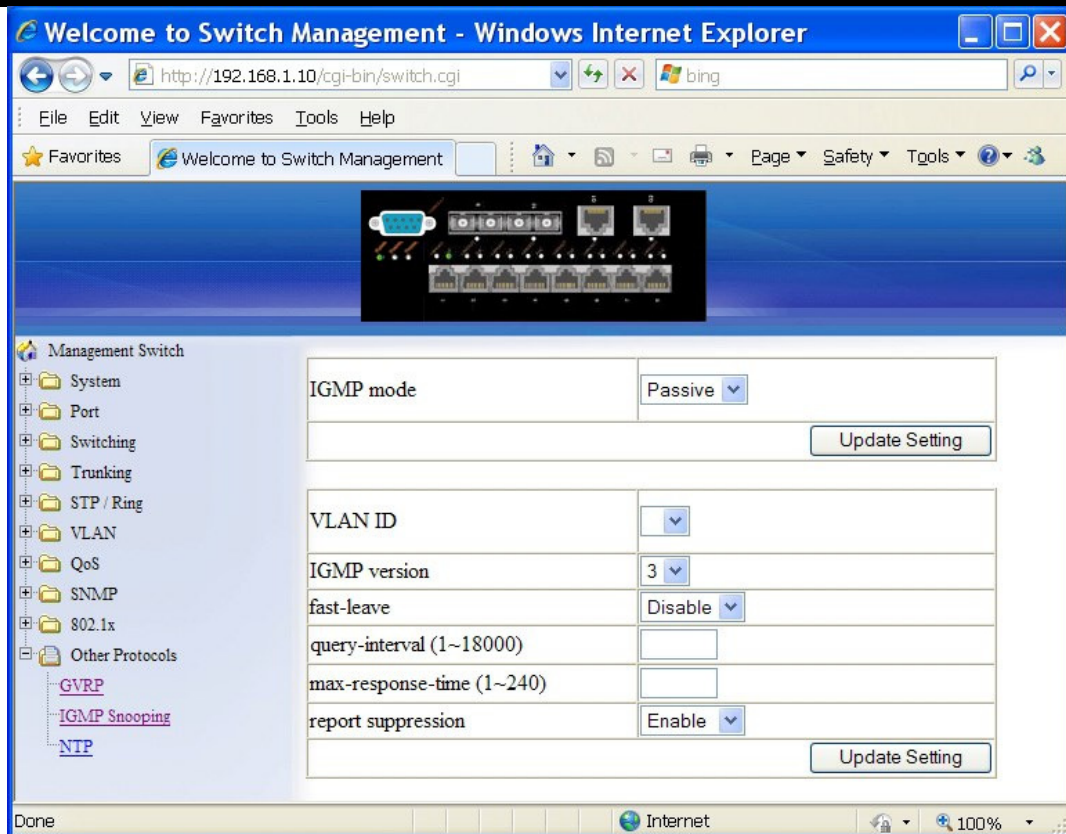 Welcome to Switch Management - Windows Internet Explorer
http://192.168.1.10/cgi-bin/switch.cgi
bing
File Edit View Favorites Tools Help
Favorites
Welcome to Switch Management
Page Safety Tools
Management Switch
System
Port
Switching
Trunking
STP / Ring
VLAN
QoS
SNMP
802.1x
Other Protocols
GVRP
IGMP Snooping
NTP
IGMP mode Passive
Update Setting
VLAN ID
IGMP version 3
fast-leave Disable
query-interval (1~18000)
max-response-time (1~240)
report suppression Enable
Update Setting
Done Internet 100%